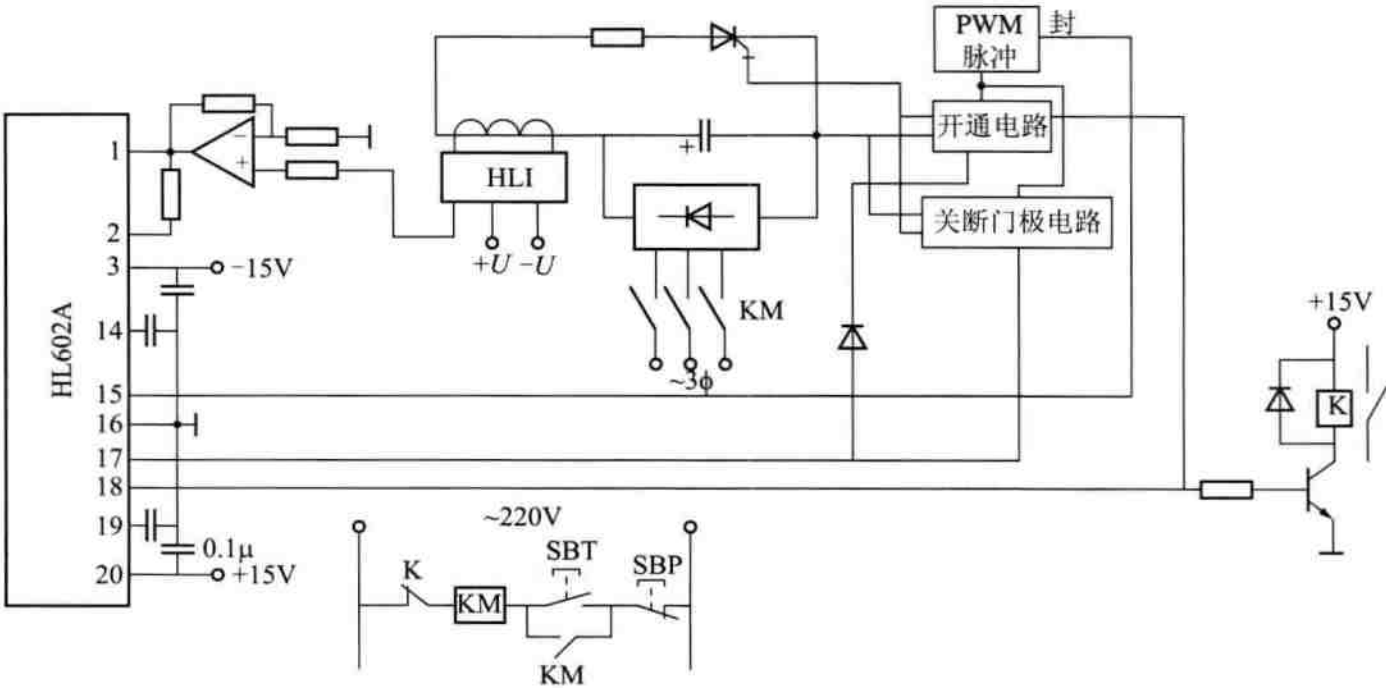 PWM
脉冲
封
开通电路
关断门极电路
HLI
+U
−U
KM
~3ϕ
HL602A
1
2
3
−15V
14
15
16
17
18
19
0.1μ
20
+15V
+15V
K
~220V
K
KM
SBT
SBP
KM
+
−
+